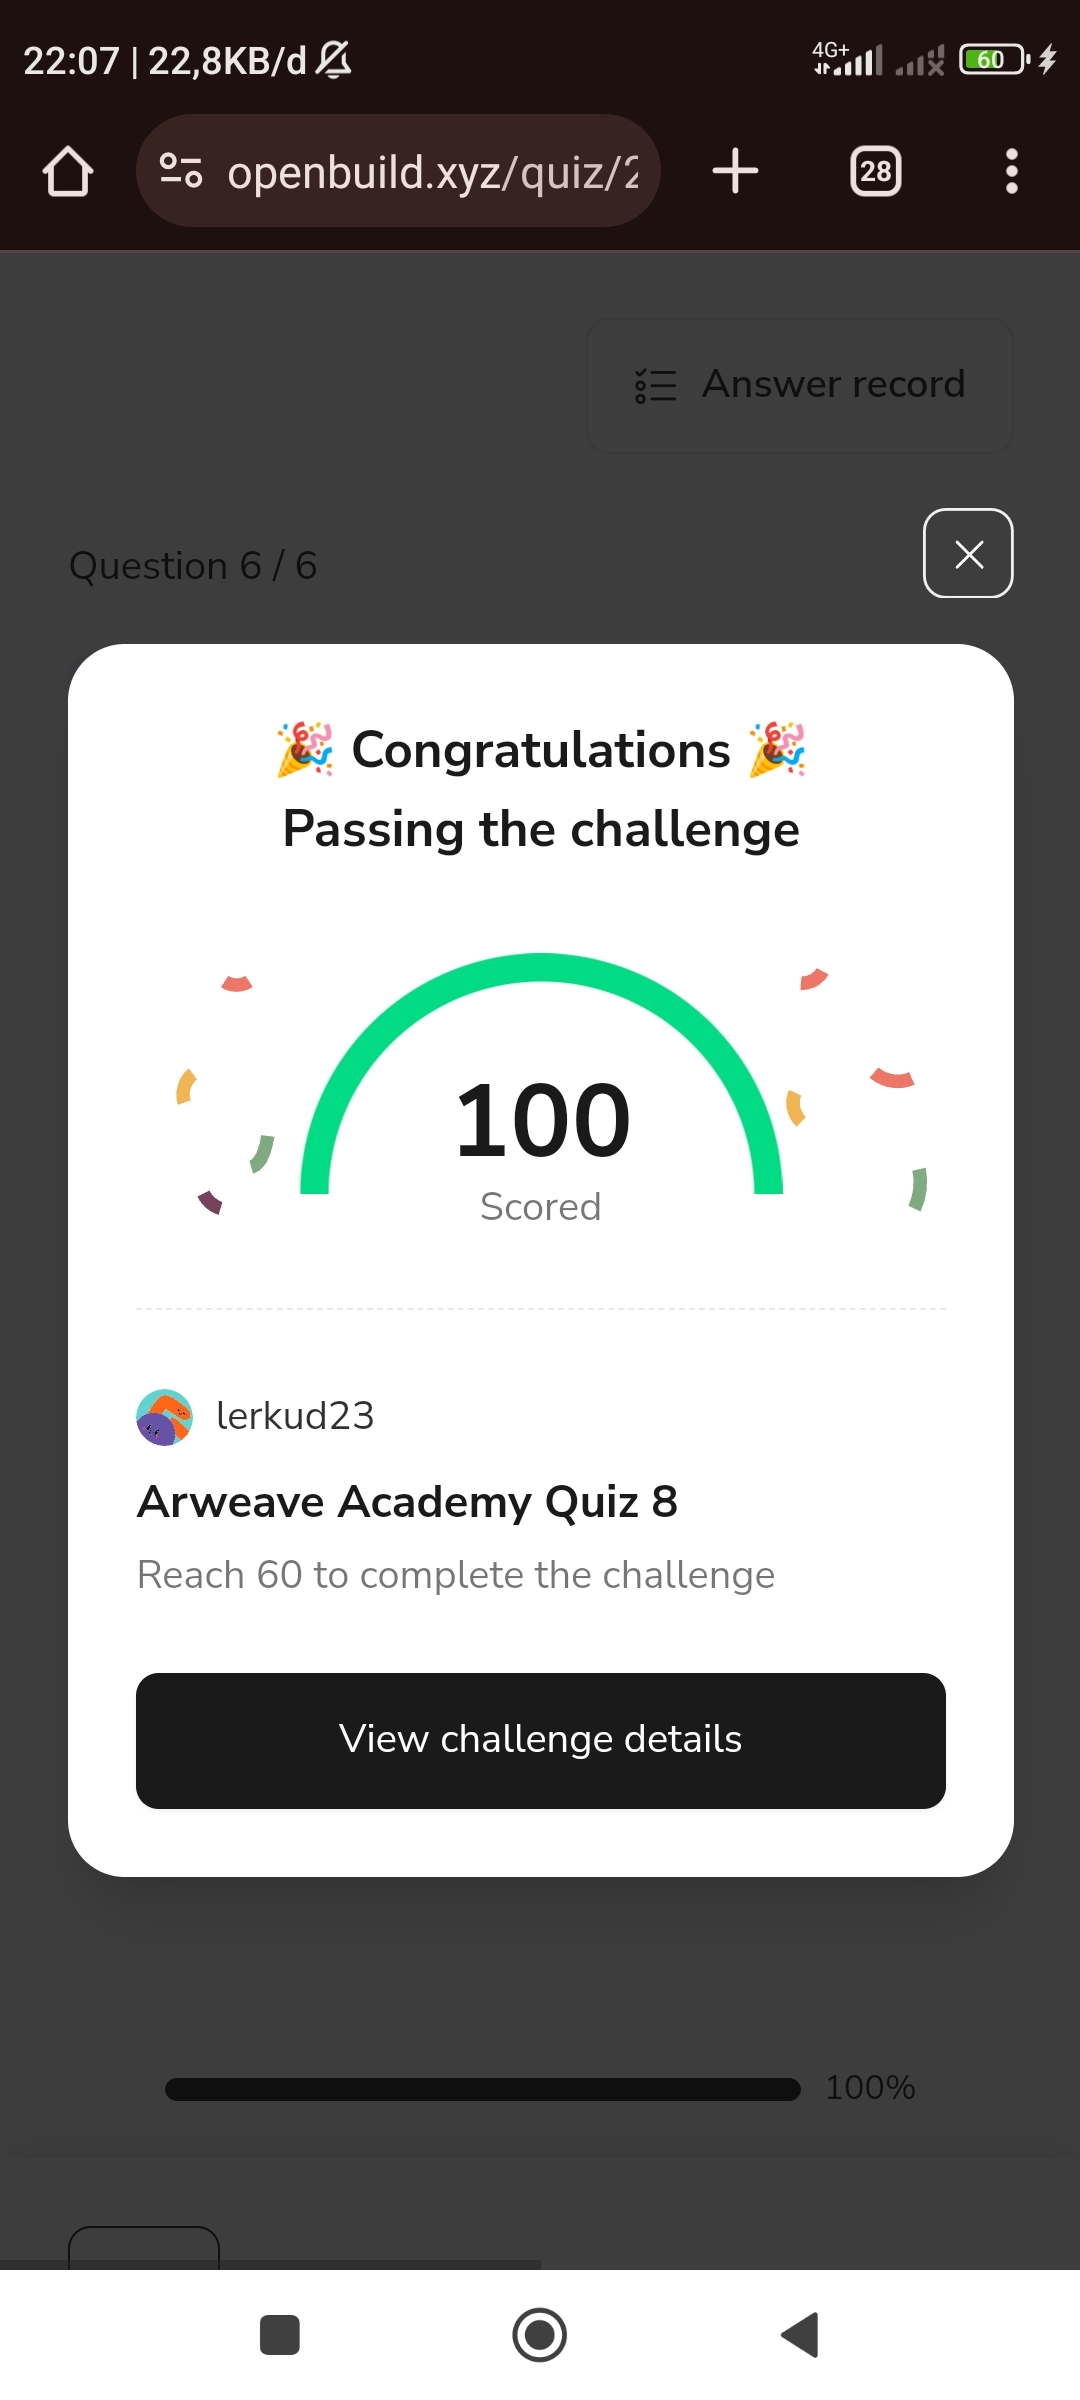 22:07 | 22,8KB/d
4G+
60
openbuild.xyz/quiz/2
28
Answer record
Question 6 / 6
🎉 Congratulations 🎉
Passing the challenge
100
Scored
lerkud23
Arweave Academy Quiz 8
Reach 60 to complete the challenge
View challenge details
100%